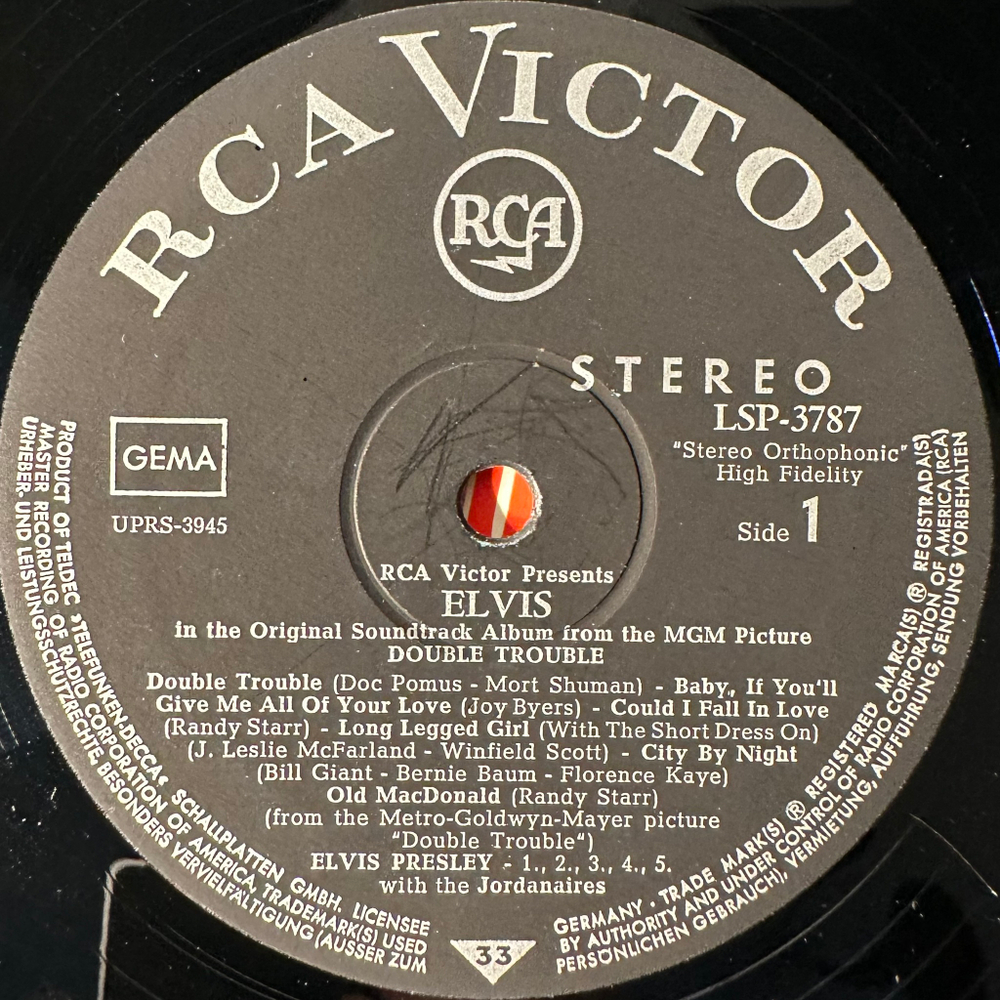 RCA VICTOR
RCA
STEREO
LSP-3787
"Stereo Orthophonic"
High Fidelity
Side 1
GEMA
UPRS-3945
RCA Victor Presents
ELVIS
in the Original Soundtrack Album from the MGM Picture
DOUBLE TROUBLE
Double Trouble (Doc Pomus - Mort Shuman) - Baby, If You'll
Give Me All Of Your Love (Joy Byers) - Could I Fall In Love
(Randy Starr) - Long Legged Girl (With The Short Dress On)
(J. Leslie McFarland - Winfield Scott) - City By Night
(Bill Giant - Bernie Baum - Florence Kaye)
Old MacDonald (Randy Starr)
(from the Metro-Goldwyn-Mayer picture
"Double Trouble")
ELVIS PRESLEY - 1., 2., 3., 4., 5.
with the Jordanaires
33
PRODUCT OF TELDEC »TELEFUNKEN-DECCA« SCHALLPLATTEN GMBH. LICENSEE
MASTER RECORDING OF RADIO CORPORATION OF AMERICA, TRADEMARK(S) USED
URHEBER- UND LEISTUNGSSCHUTZRECHTE, BESONDERS VERVIELFÄLTIGUNG (AUSSER ZUM
GERMANY · TRADE MARK(S) ® REGISTERED MARCA(S) ® REGISTRADA(S)
BY AUTHORITY AND UNDER CONTROL OF RADIO CORPORATION OF AMERICA (RCA)
PERSÖNLICHEN GEBRAUCH), VERMIETUNG, AUFFÜHRUNG, SENDUNG VORBEHALTEN